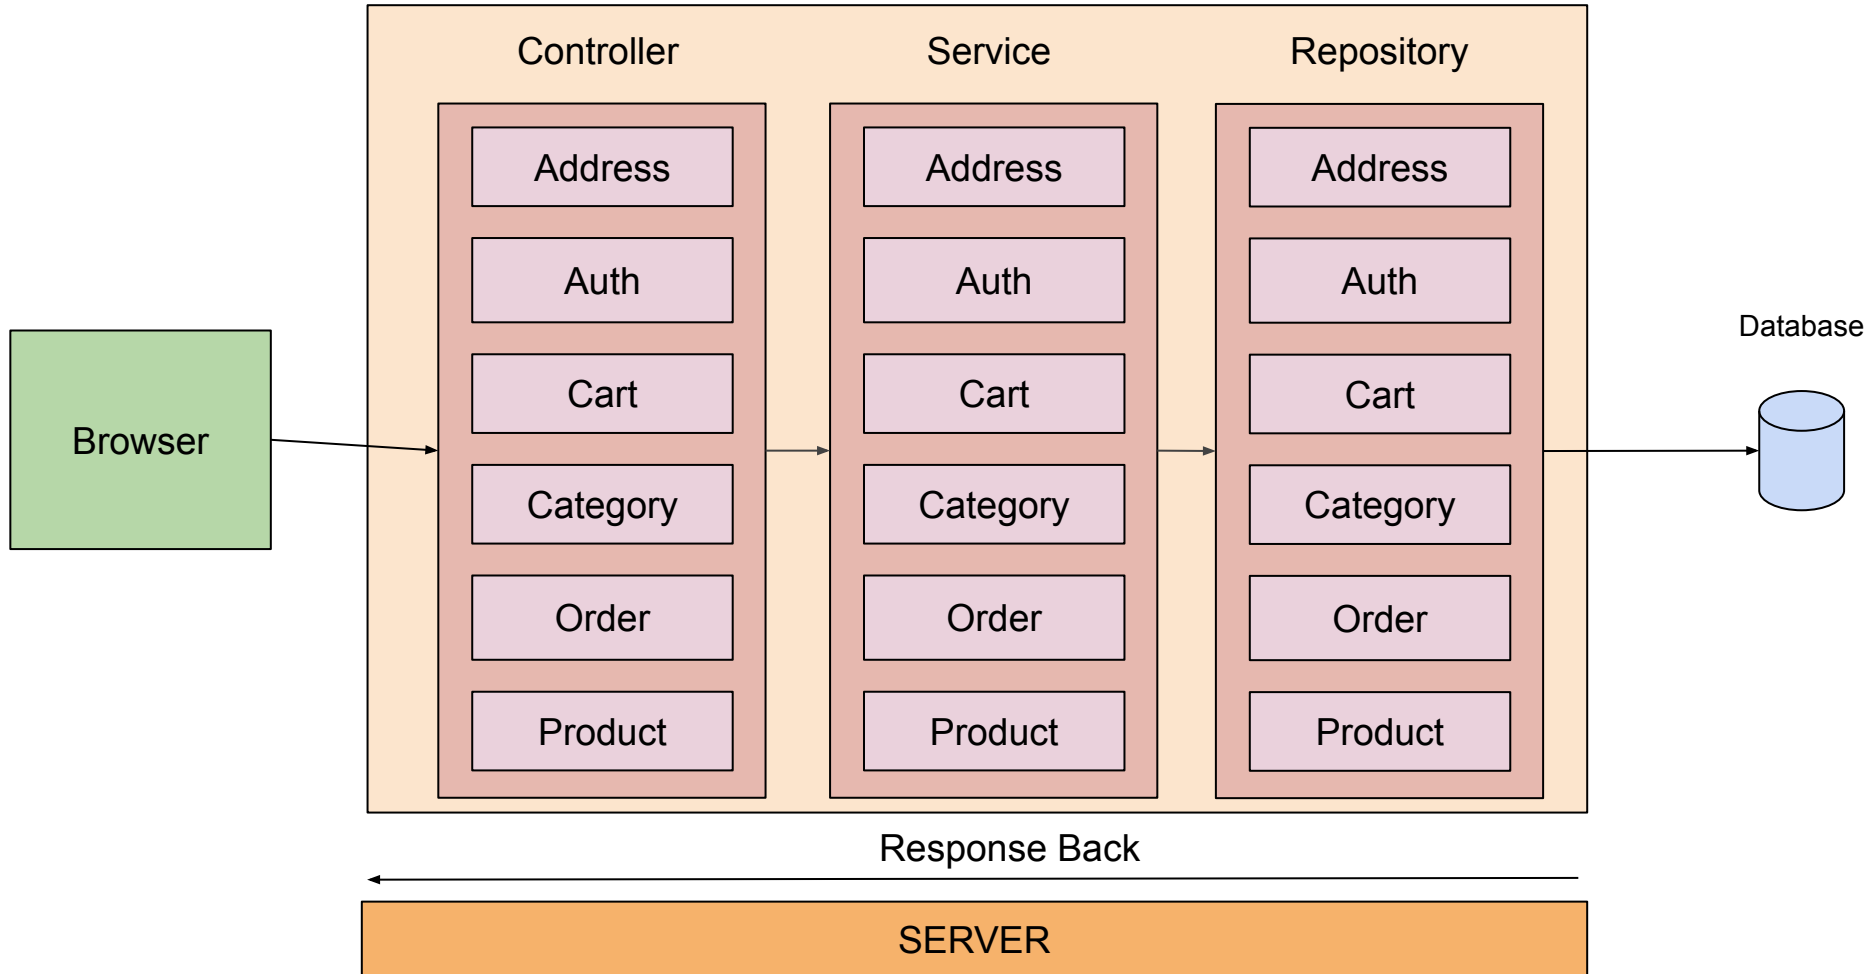 Controller
Service
Repository
Address
Address
Address
Auth
Auth
Auth
Database
Cart
Cart
Cart
Browser
Category
Category
Category
Order
Order
Order
Product
Product
Product
Response Back
SERVER